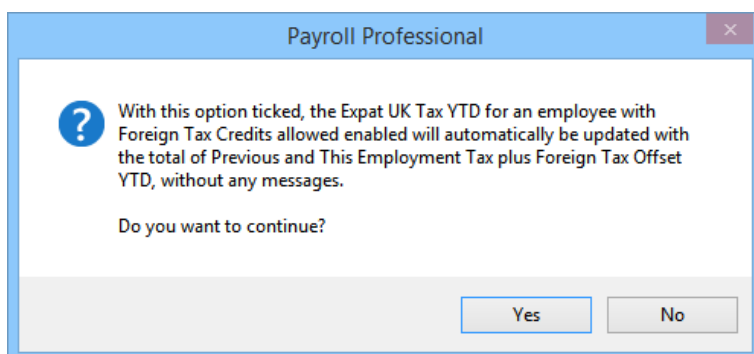 Payroll Professional
With this option ticked, the Expat UK Tax YTD for an employee with
Foreign Tax Credits allowed enabled will automatically be updated with
the total of Previous and This Employment Tax plus Foreign Tax Offset
YTD, without any messages.
Do you want to continue?
Yes No